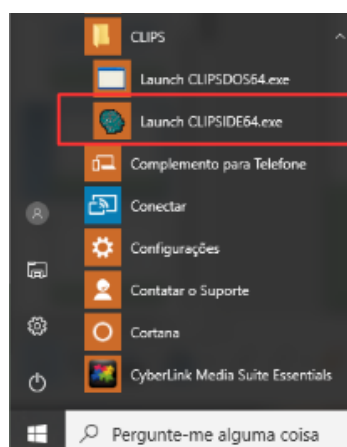 CLIPS
Launch CLIPSDOS64.exe
Launch CLIPSIDE64.exe
Complemento para Telefone
Conectar
Configurações
Contatar o Suporte
Cortana
CyberLink Media Suite Essentials
Pergunte-me alguma coisa